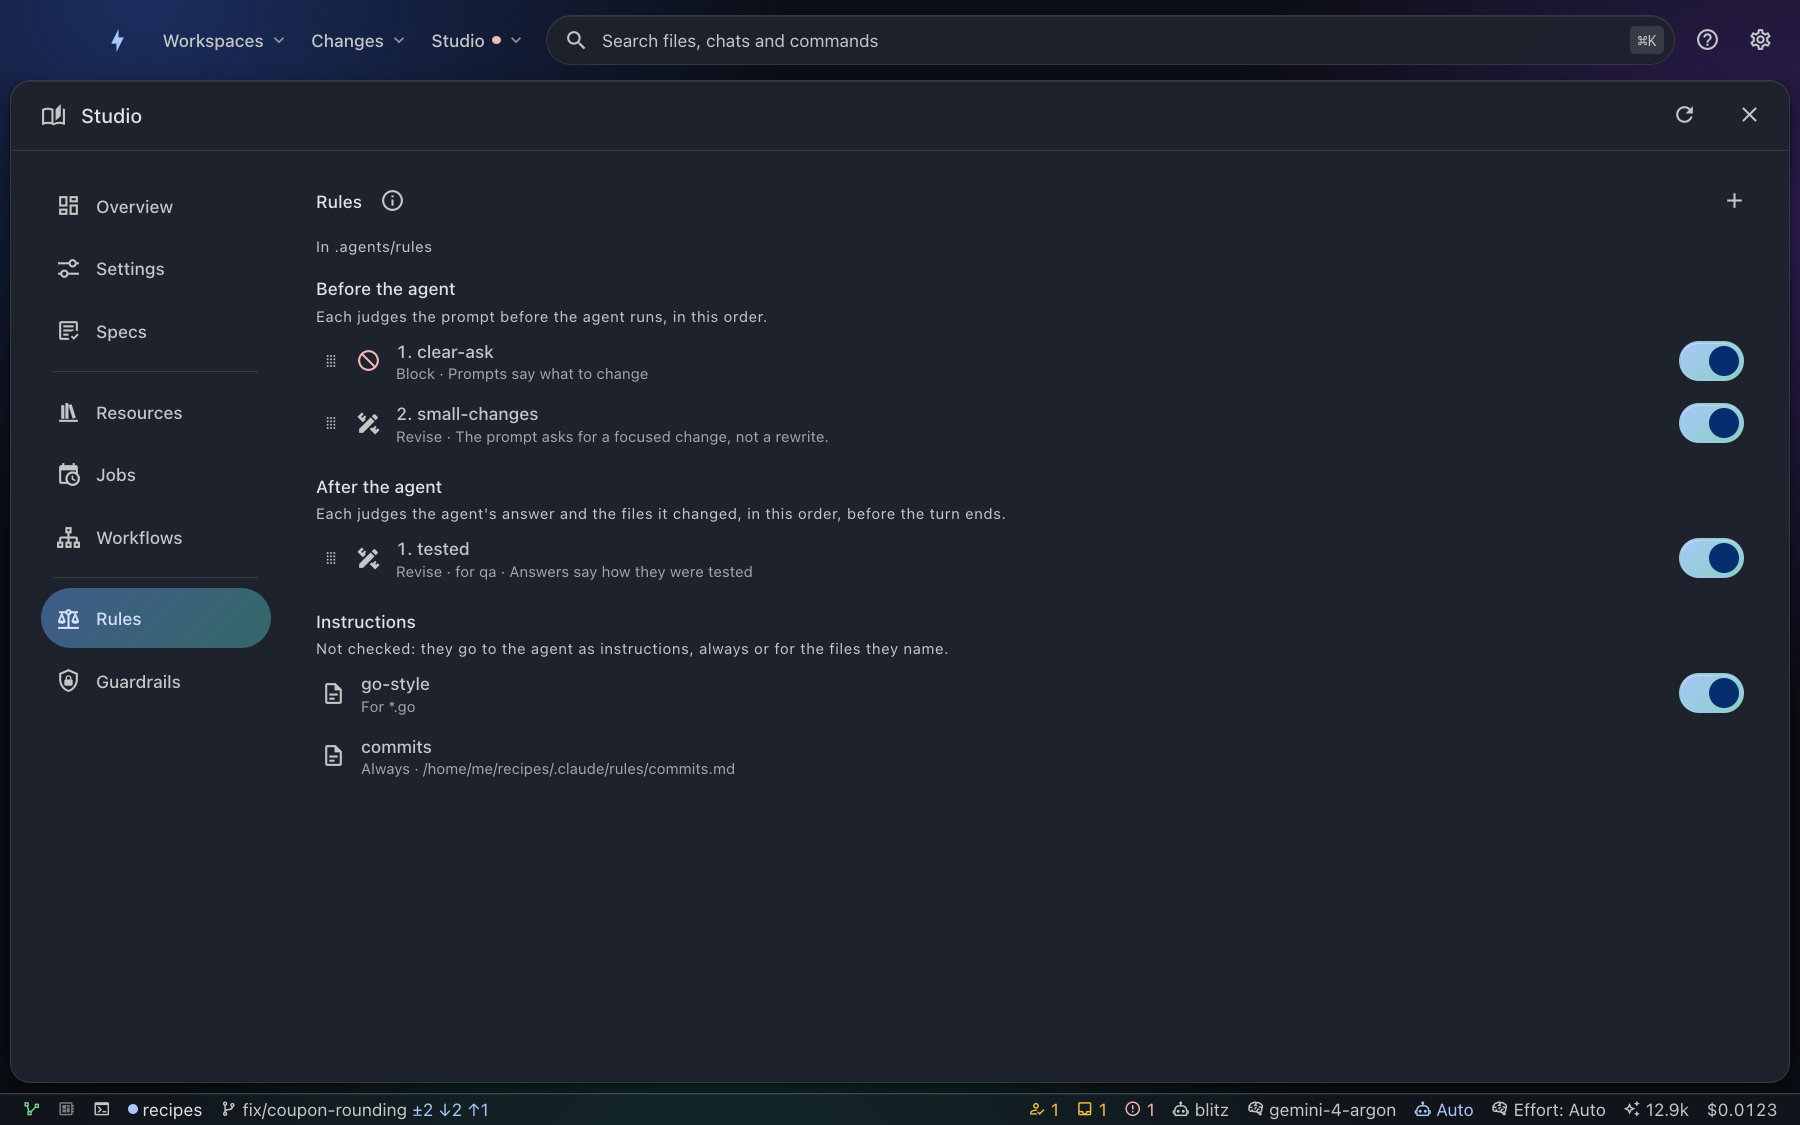 Workspaces Changes Studio Search files, chats and commands ⌘K
Studio
Overview
Settings
Specs
Resources
Jobs
Workflows
Rules
Guardrails
Rules
In .agents/rules
Before the agent
Each judges the prompt before the agent runs, in this order.
1. clear-ask
Block · Prompts say what to change
2. small-changes
Revise · The prompt asks for a focused change, not a rewrite.
After the agent
Each judges the agent's answer and the files it changed, in this order, before the turn ends.
1. tested
Revise · for qa · Answers say how they were tested
Instructions
Not checked: they go to the agent as instructions, always or for the files they name.
go-style
For *.go
commits
Always · /home/me/recipes/.claude/rules/commits.md
recipes fix/coupon-rounding ±2 ↓2 ↑1 1 1 1 blitz gemini-4-argon Auto Effort: Auto 12.9k $0.0123